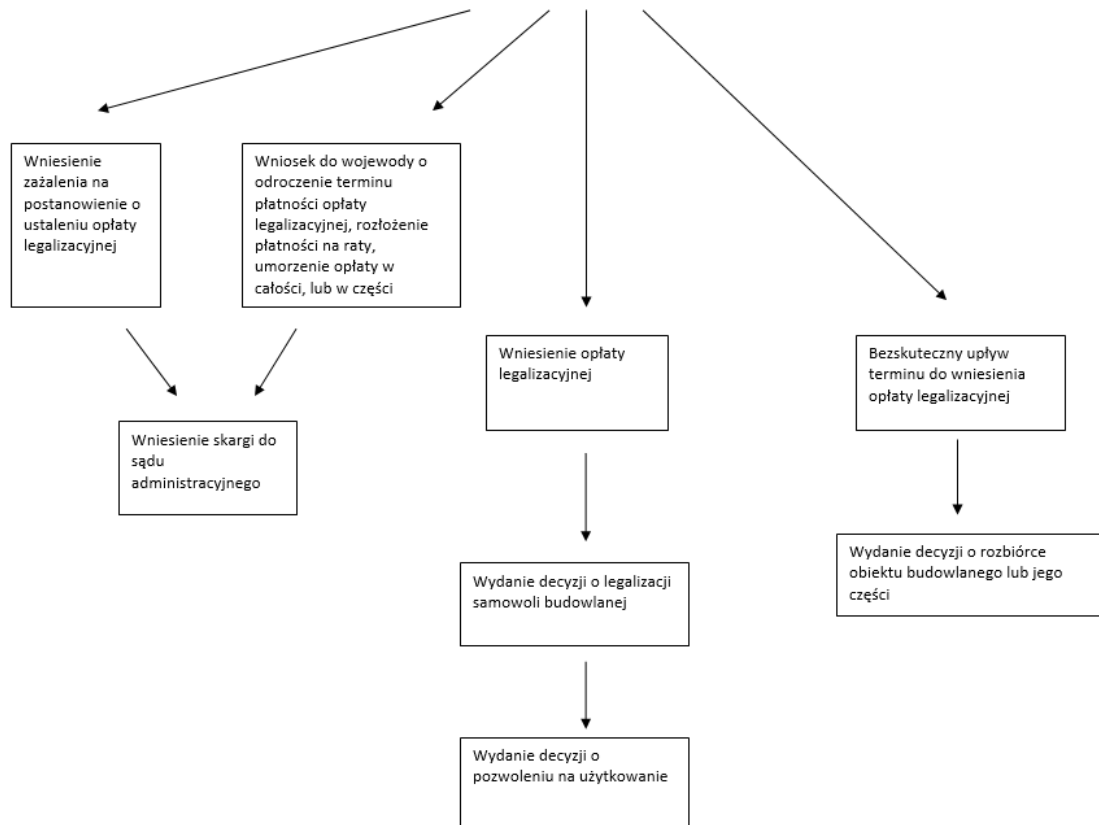 Wniesienie
zażalenia na
postanowienie o
ustaleniu opłaty
legalizacyjnej
Wniosek do wojewody o
odroczenie terminu
płatności opłaty
legalizacyjnej, rozłożenie
płatności na raty,
umorzenie opłaty w
całości, lub w części
Wniesienie opłaty
legalizacyjnej
Bezskuteczny upływ
terminu do wniesienia
opłaty legalizacyjnej
Wniesienie skargi do
sądu
administracyjnego
Wydanie decyzji o rozbiórce
obiektu budowlanego lub jego
części
Wydanie decyzji o legalizacji
samowoli budowlanej
Wydanie decyzji o
pozwoleniu na użytkowanie